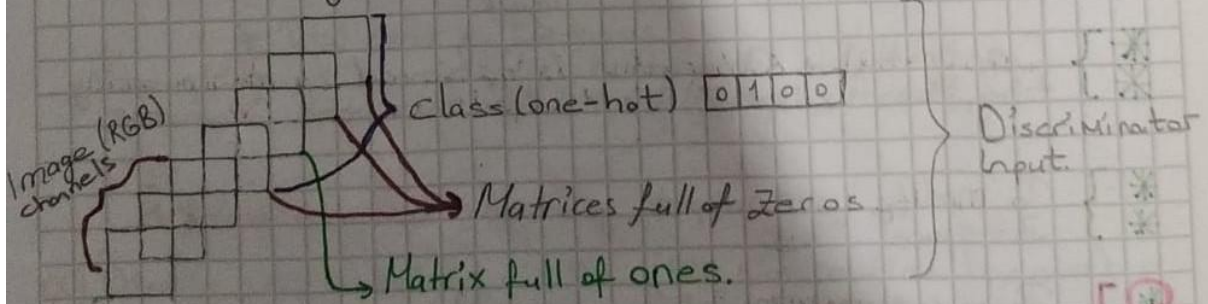 Class (one-hot) 0 1 0 0
Image (RGB)
channels
Discriminator
Input.
Matrices full of zeros
Matrix full of ones.